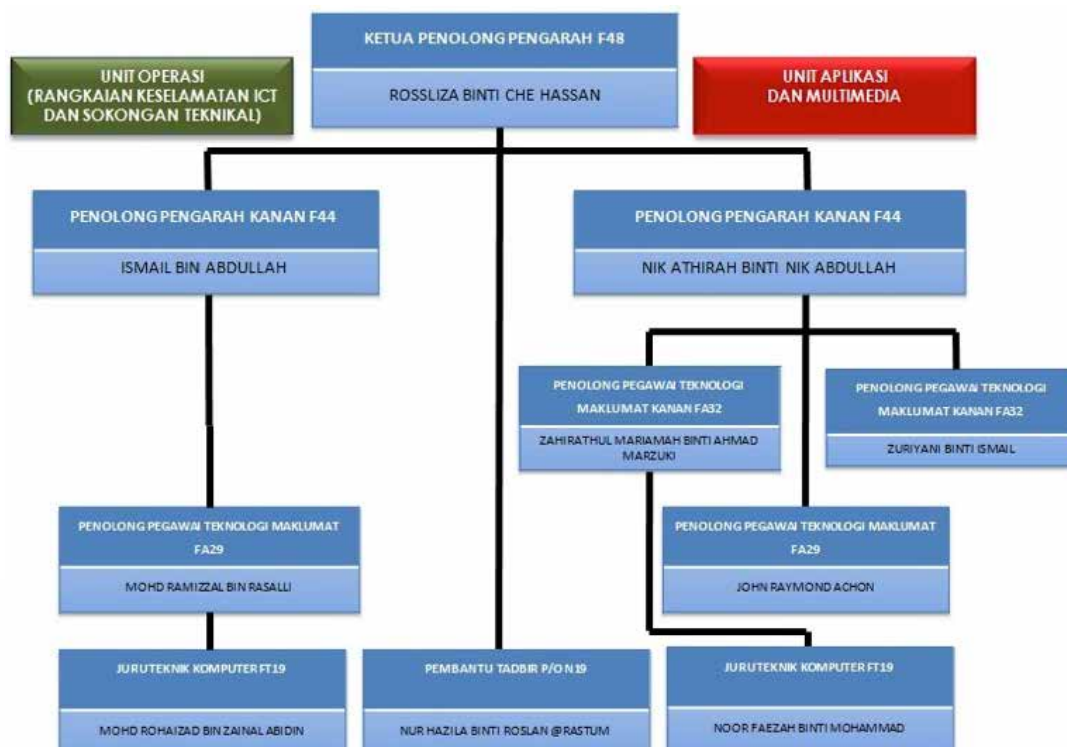 KETUA PENOLONG PENGARAH F48
ROSSLIZA BINTI CHE HASSAN
UNIT OPERASI
(RANGKAIAN KESELAMATAN ICT
DAN SOKONGAN TEKNIKAL)
UNIT APLIKASI
DAN MULTIMEDIA
PENOLONG PENGARAH KANAN F44
ISMAIL BIN ABDULLAH
PENOLONG PENGARAH KANAN F44
NIK ATHIRAH BINTI NIK ABDULLAH
PENOLONG PEGAWAI TEKNOLOGI
MAKLUMAT KANAN FA32
ZAHIRATHUL MARIAMAH BINTI AHMAD
MARZUKI
PENOLONG PEGAWAI TEKNOLOGI
MAKLUMAT KANAN FA32
ZURIYANI BINTI ISMAIL
PENOLONG PEGAWAI TEKNOLOGI MAKLUMAT
FA29
MOHD RAMIZZAL BIN RASALLI
PENOLONG PEGAWAI TEKNOLOGI MAKLUMAT
FA29
JOHN RAYMOND ACHON
JURUTEKNIK KOMPUTER FT19
MOHD ROHAIZAD BIN ZAINAL ABIDIN
PEMBANTU TADBIR P/O N19
NUR HAZILA BINTI ROSLAN @RASTUM
JURUTEKNIK KOMPUTER FT19
NOOR FAEZAH BINTI MOHAMMAD